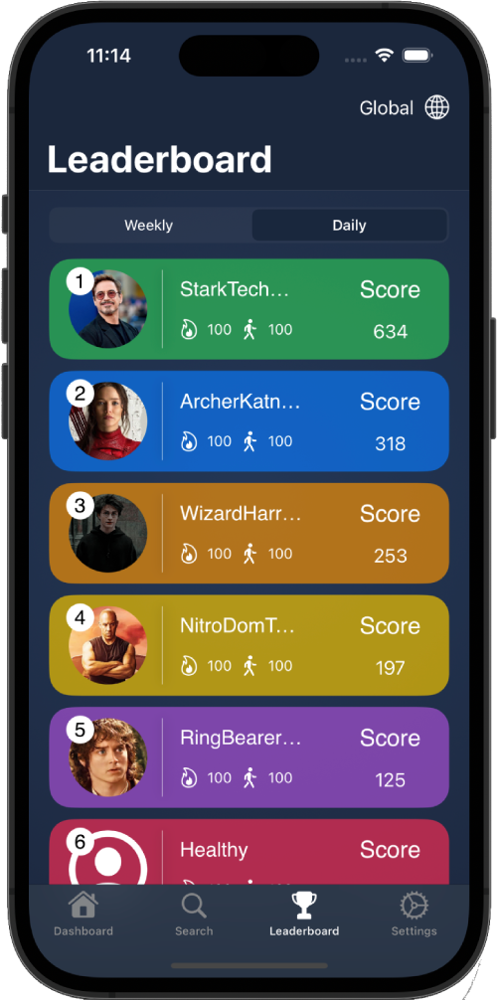 11:14
Global
Leaderboard
Weekly Daily
1 StarkTech... Score
100 100 634
2 ArcherKatn... Score
100 100 318
3 WizardHarr... Score
100 100 253
4 NitroDomT... Score
100 100 197
5 RingBearer... Score
100 100 125
6 Healthy Score
Dashboard Search Leaderboard Settings